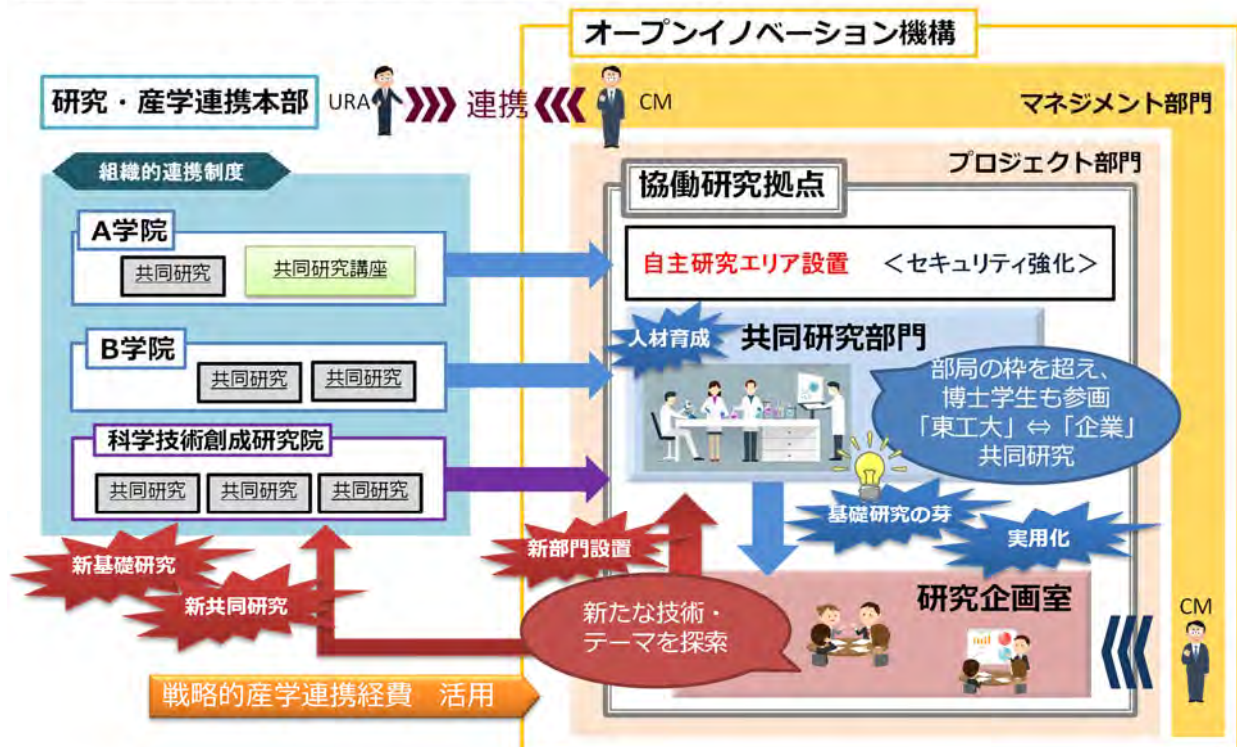 オープンイノベーション機構
研究・産学連携本部
URA
連携
CM
マネジメント部門
プロジェクト部門
組織的連携制度
A学院
共同研究
共同研究講座
B学院
共同研究
共同研究
科学技術創成研究院
共同研究
共同研究
共同研究
協働研究拠点
自主研究エリア設置 ＜セキュリティ強化＞
人材育成
共同研究部門
部局の枠を超え、
博士学生も参画
「東工大」⇔「企業」
共同研究
基礎研究の芽
実用化
新部門設置
新基礎研究
新共同研究
新たな技術・
テーマを探索
研究企画室
CM
戦略的産学連携経費 活用